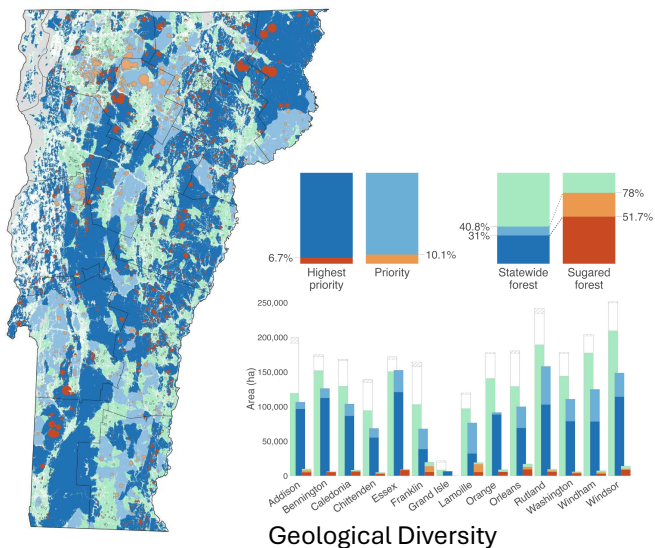 6.7%
10.1%
Highest
priority
Priority
78%
40.8%
51.7%
31%
Statewide
forest
Sugared
forest
250,000
200,000
150,000
100,000
50,000
0
Area (ha)
Addison
Bennington
Caledonia
Chittenden
Essex
Franklin
Grand Isle
Lamoille
Orange
Orleans
Rutland
Washington
Windham
Windsor
Geological Diversity